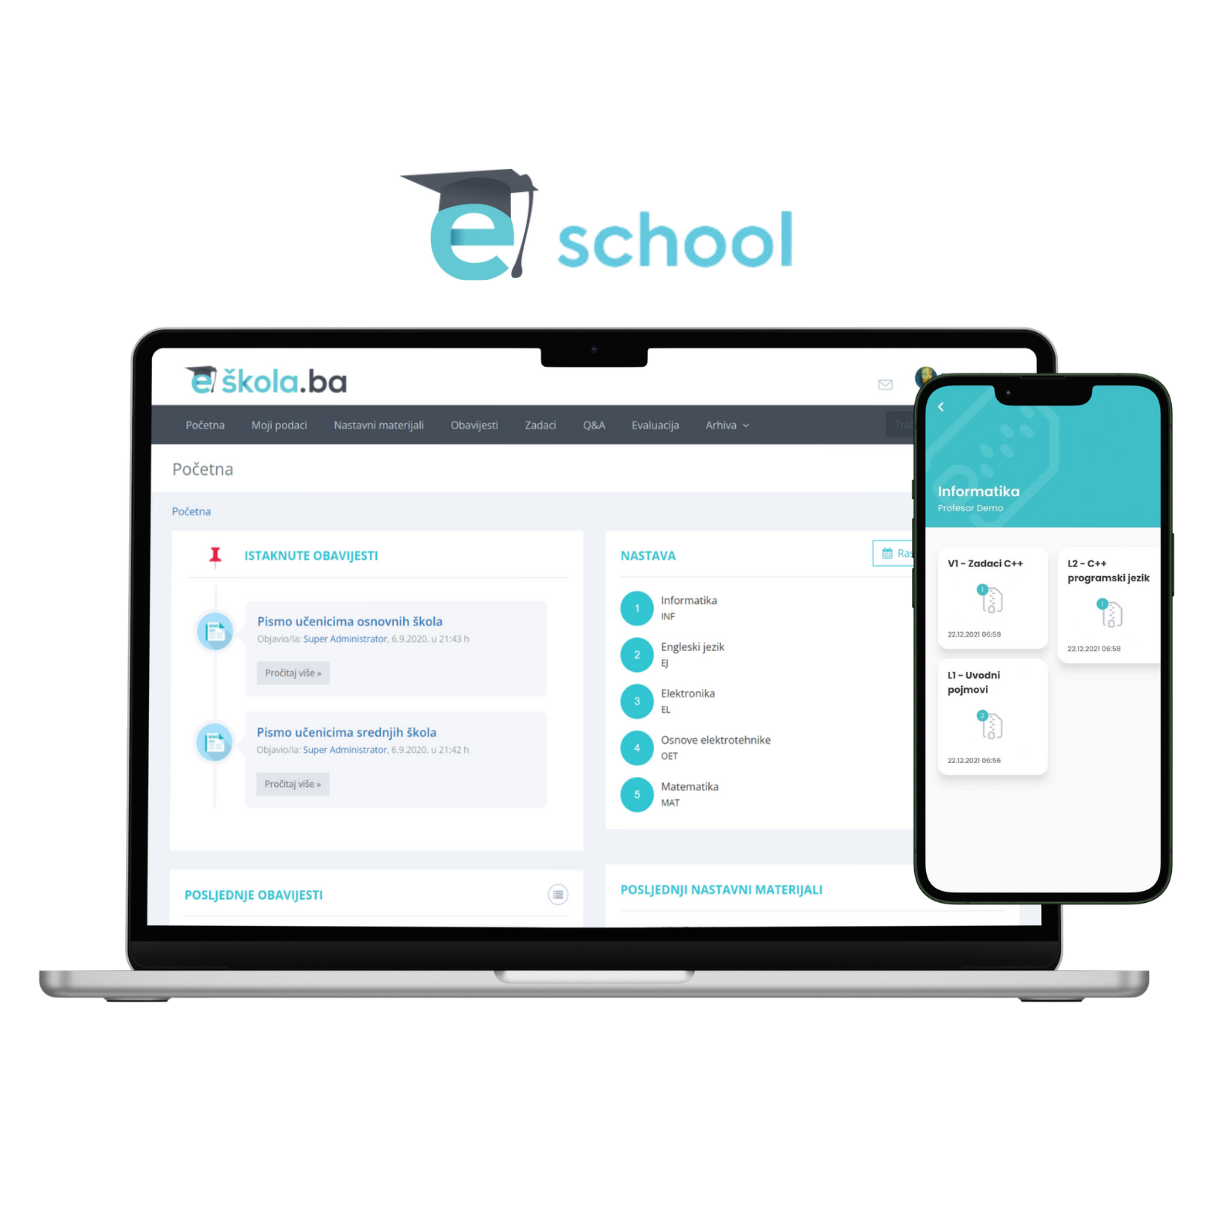 e school
eškola.ba
Početna Moji podaci Nastavni materijali Obavijesti Zadaci Q&A Evaluacija Arhiva
Početna
Početna
ISTAKNUTE OBAVIJESTI
Pismo učenicima osnovnih škola
Objavio/la: Super Administrator, 6.9.2020. u 21:43 h
Pročitaj više »
Pismo učenicima srednjih škola
Objavio/la: Super Administrator, 6.9.2020. u 21:42 h
Pročitaj više »
POSLJEDNJE OBAVIJESTI
NASTAVA
1 Informatika
INF
2 Engleski jezik
EJ
3 Elektronika
EL
4 Osnove elektrotehnike
OET
5 Matematika
MAT
POSLJEDNJI NASTAVNI MATERIJALI
Informatika
Profesor Demo
V1 - Zadaci C++
1
22.12.2021 06:59
L2 - C++
programski jezik
1
22.12.2021 06:58
L1 - Uvodni
pojmovi
2
22.12.2021 06:56